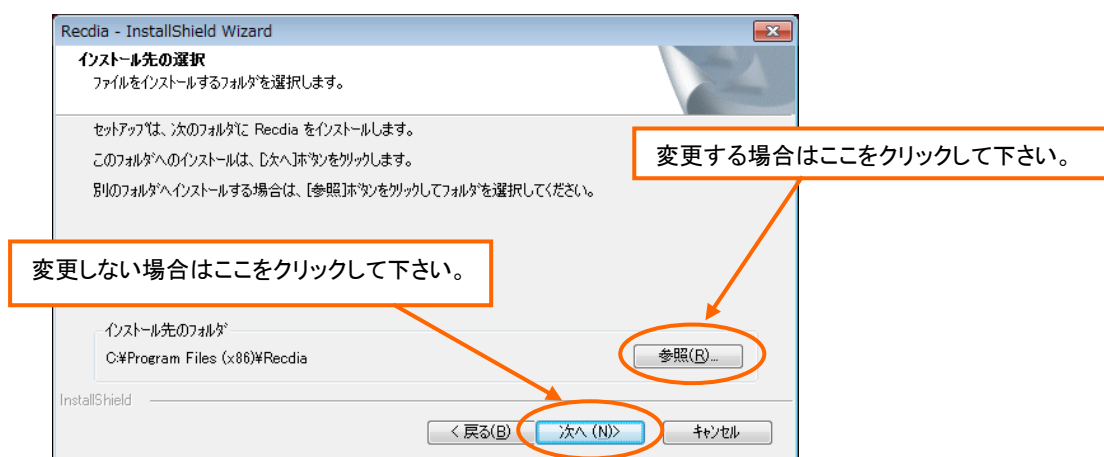 Recdia - InstallShield Wizard
インストール先の選択
ファイルをインストールするフォルダを選択します。
セットアップは、次のフォルダに Recdia をインストールします。
このフォルダへのインストールは、[次へ]ボタンをクリックします。
別のフォルダへインストールする場合は、[参照]ボタンをクリックしてフォルダを選択してください。
変更する場合はここをクリックして下さい。
変更しない場合はここをクリックして下さい。
インストール先のフォルダ
C:¥Program Files (x86)¥Recdia
参照(R)...
InstallShield
< 戻る(B)
次へ (N)>
キャンセル